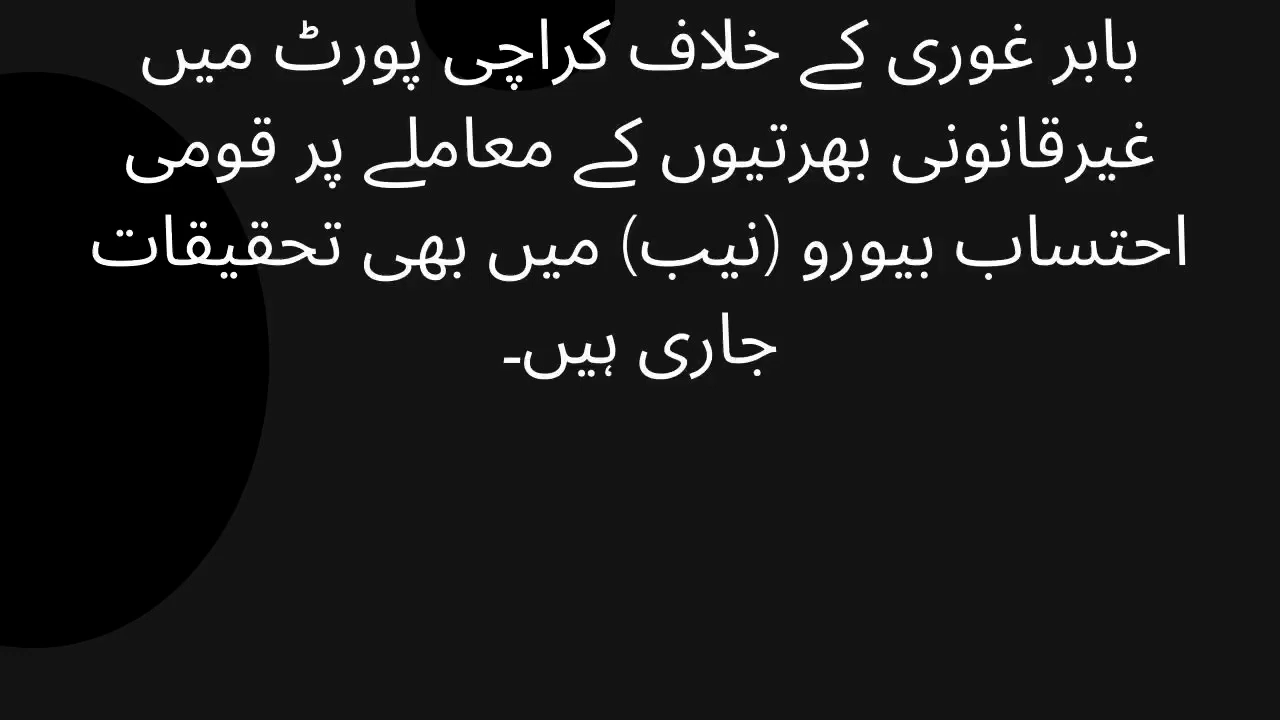 بابر غوری کے خلاف کراچی پورٹ میں
غیرقانونی بھرتیوں کے معاملے پر قومی
احتساب بیورو (نیب) میں بھی تحقیقات
جاری ہیں۔